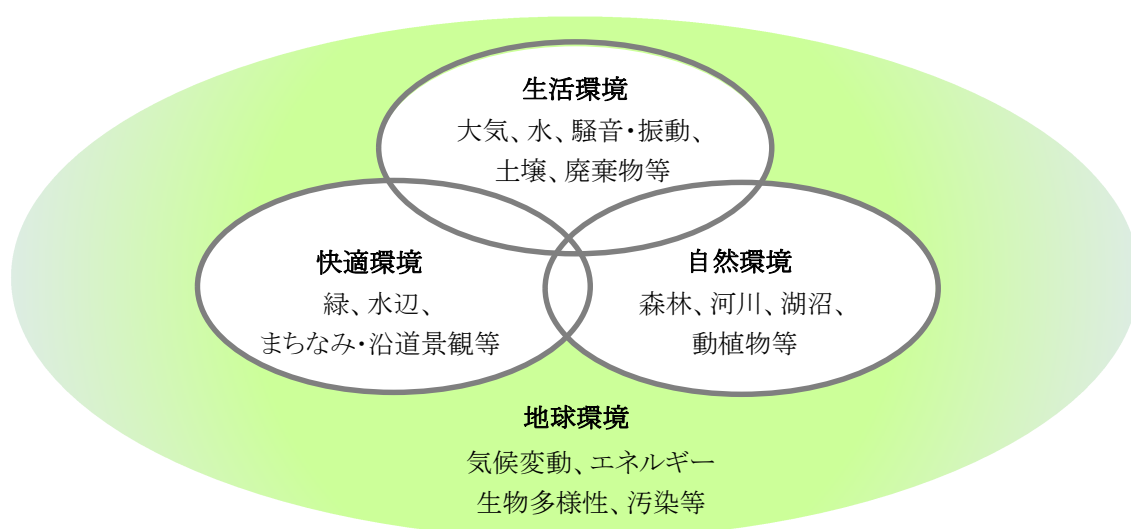 生活環境
大気、水、騒音・振動、
土壌、廃棄物等
快適環境
緑、水辺、
まちなみ・沿道景観等
自然環境
森林、河川、湖沼、
動植物等
地球環境
気候変動、エネルギー
生物多様性、汚染等